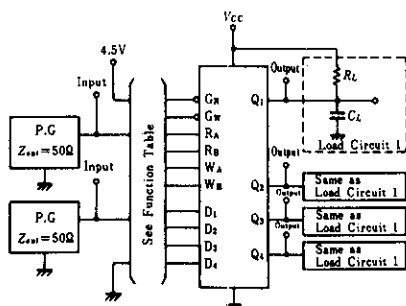 VCC
4.5V
Output
Input
RL
GR
Q1
P.G
Zout=50Ω
GW
CL
RA
RB
Load Circuit 1
Input
See Function Table
WA
Output
WB
Q2
Same as
Load Circuit 1
Output
P.G
Zout=50Ω
D1
Q3
Same as
Load Circuit 1
D2
Output
D3
D4
Q4
Same as
Load Circuit 1